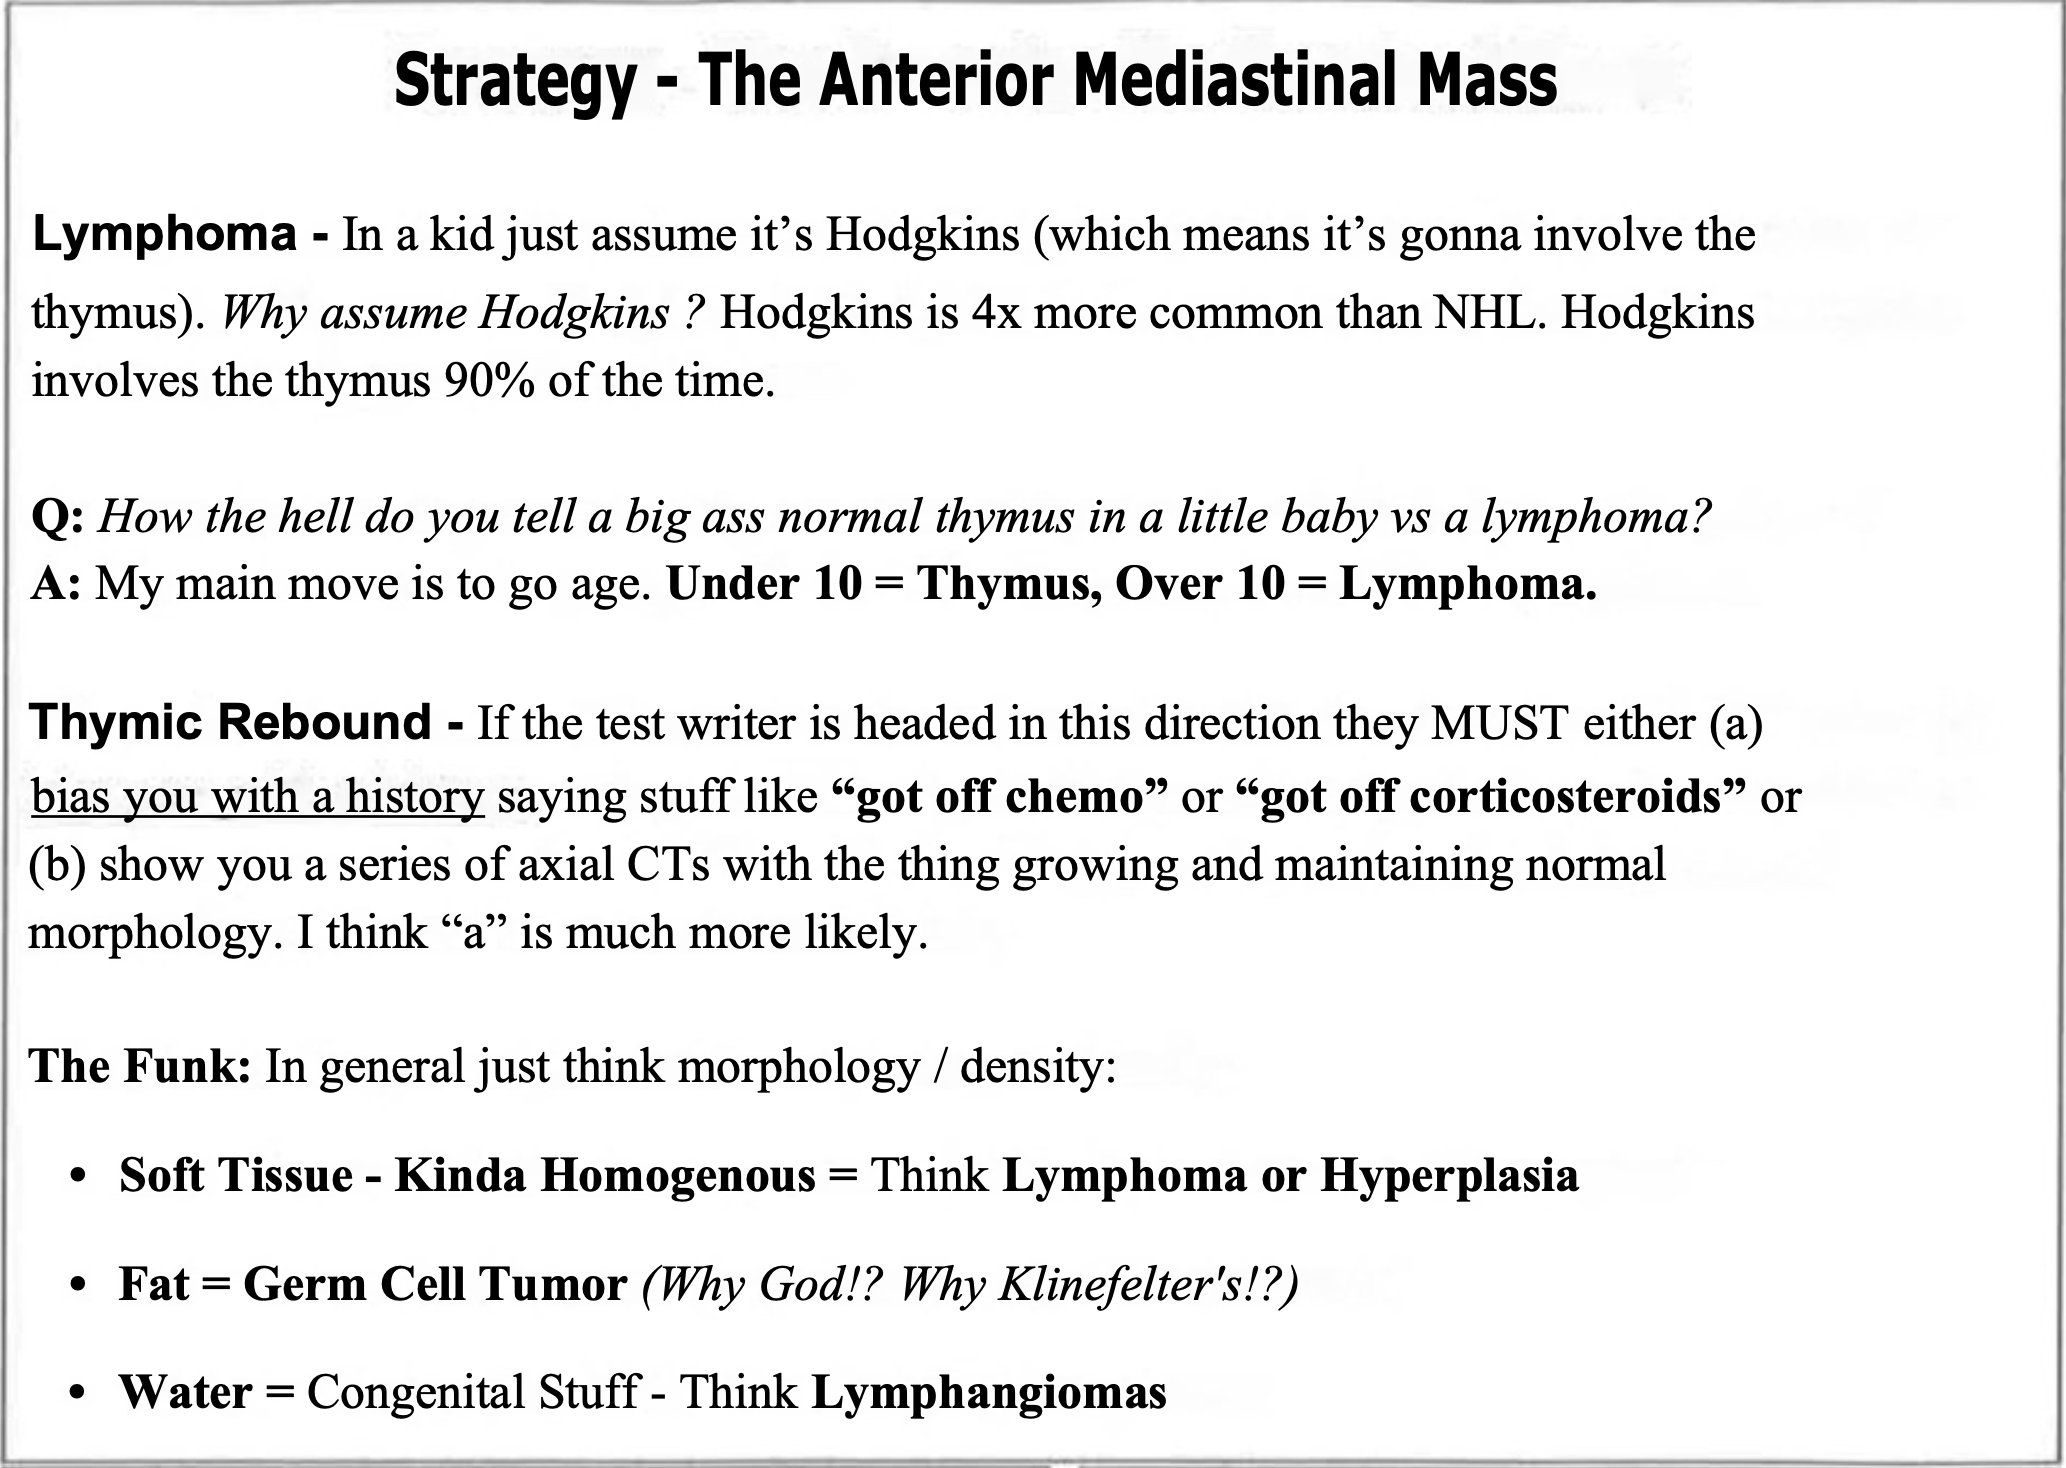 Strategy - The Anterior Mediastinal Mass
Lymphoma - In a kid just assume it’s Hodgkins (which means it’s gonna involve the
thymus). Why assume Hodgkins ? Hodgkins is 4x more common than NHL. Hodgkins
involves the thymus 90% of the time.
Q: How the hell do you tell a big ass normal thymus in a little baby vs a lymphoma?
A: My main move is to go age. Under 10 = Thymus, Over 10 = Lymphoma.
Thymic Rebound - If the test writer is headed in this direction they MUST either (a)
bias you with a history saying stuff like “got off chemo” or “got off corticosteroids” or
(b) show you a series of axial CTs with the thing growing and maintaining normal
morphology. I think “a” is much more likely.
The Funk: In general just think morphology / density:
• Soft Tissue - Kinda Homogenous = Think Lymphoma or Hyperplasia
• Fat = Germ Cell Tumor (Why God!? Why Klinefelter's!?)
• Water = Congenital Stuff - Think Lymphangiomas